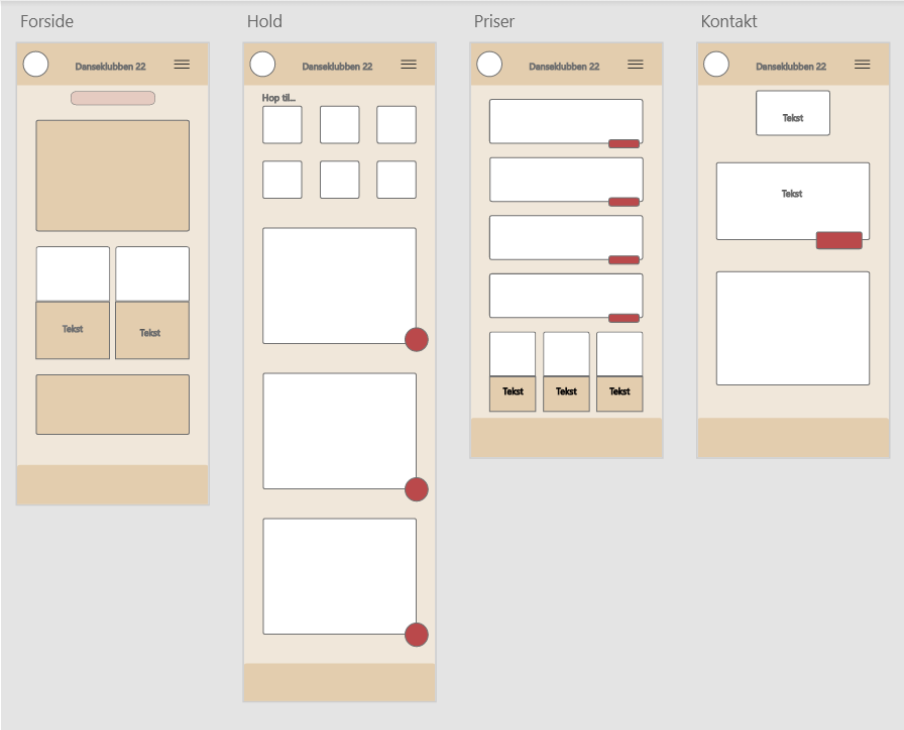 Forside
Hold
Priser
Kontakt
Danseklubben 22
Danseklubben 22
Danseklubben 22
Danseklubben 22
Hop til...
Tekst
Tekst
Tekst
Tekst
Tekst
Tekst
Tekst